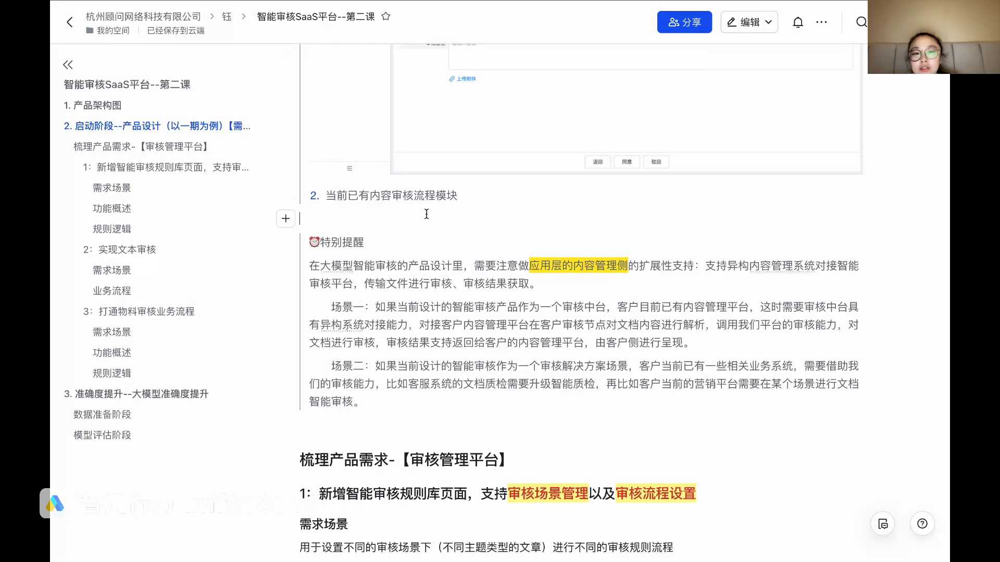 杭州顾问网络科技有限公司 > 钰 > 智能审核SaaS平台--第二课
我的空间 | 已经保存到云端
分享
编辑
智能审核SaaS平台--第二课
1. 产品架构图
2. 启动阶段--产品设计（以一期为例）【需...
梳理产品需求-【审核管理平台】
1：新增智能审核规则库页面，支持审...
需求场景
功能概述
规则逻辑
2：实现文本审核
需求场景
业务流程
3：打通物料审核业务流程
需求场景
功能概述
规则逻辑
3. 准确度提升--大模型准确度提升
数据准备阶段
模型评估阶段
上传附件
返回 同意 驳回
2. 当前已有内容审核流程模块
⏰特别提醒
在大模型智能审核的产品设计里，需要注意做应用层的内容管理侧的扩展性支持：支持异构内容管理系统对接智能
审核平台，传输文件进行审核、审核结果获取。
场景一：如果当前设计的智能审核产品作为一个审核中台，客户目前已有内容管理平台，这时需要审核中台具
有异构系统对接能力，对接客户内容管理平台在客户审核节点对文档内容进行解析，调用我们平台的审核能力，对
文档进行审核，审核结果支持返回给客户的内容管理平台，由客户侧进行呈现。
场景二：如果当前设计的智能审核作为一个审核解决方案场景，客户当前已有一些相关业务系统，需要借助我
们的审核能力，比如客服系统的文档质检需要升级智能质检，再比如客户当前的营销平台需要在某个场景进行文档
智能审核。
梳理产品需求-【审核管理平台】
1：新增智能审核规则库页面，支持审核场景管理以及审核流程设置
需求场景
用于设置不同的审核场景下（不同主题类型的文章）进行不同的审核规则流程